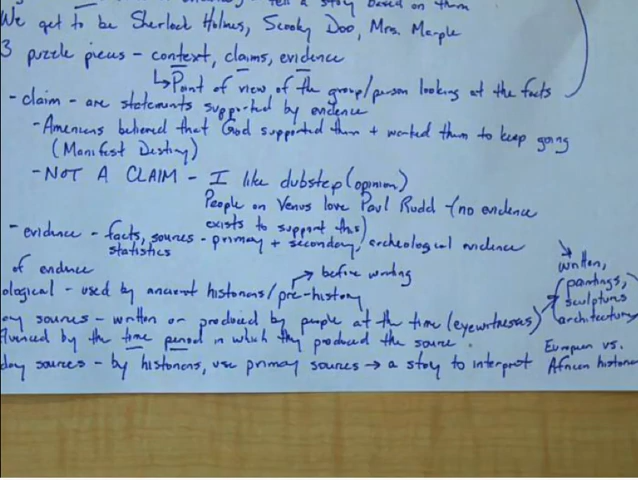 tell a story based on them
We get to be Sherlock Holmes, Scooby Doo, Mrs. Marple
3 puzzle pieces - context, claims, evidence
↳ Point of view of the group/person looking at the facts
- claim - are statements supported by evidence
- Americans believed that God supported them + wanted them to keep going
(Manifest Destiny)
- NOT A CLAIM - I like dubstep (opinion)
People on Venus love Paul Rudd - (no evidence
exists to support this)
- evidence - facts, sources - primary + secondary, archeological evidence
statistics
of evidence
→ before writing
ological - used by ancient historians/pre-history
ary sources - written or produced by people at the time (eyewitnesses)
written,
paintings,
sculptures
architecture
fluenced by the time period in which they produced the source.
dary sources - by historians, use primary sources → a story to interpret
European vs.
African historians